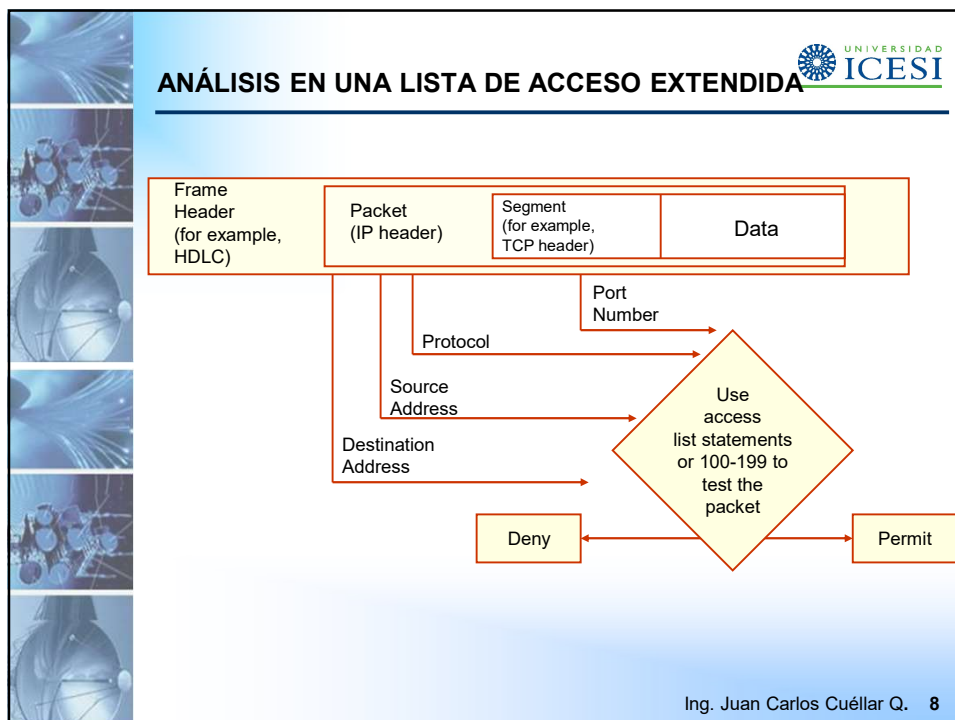 UNIVERSIDAD
ICESI
ANÁLISIS EN UNA LISTA DE ACCESO EXTENDIDA
Frame
Header
(for example,
HDLC)
Packet
(IP header)
Segment
(for example,
TCP header)
Data
Port
Number
Protocol
Source
Address
Destination
Address
Use
access
list statements
or 100-199 to
test the
packet
Deny
Permit
Ing. Juan Carlos Cuéllar Q. 8